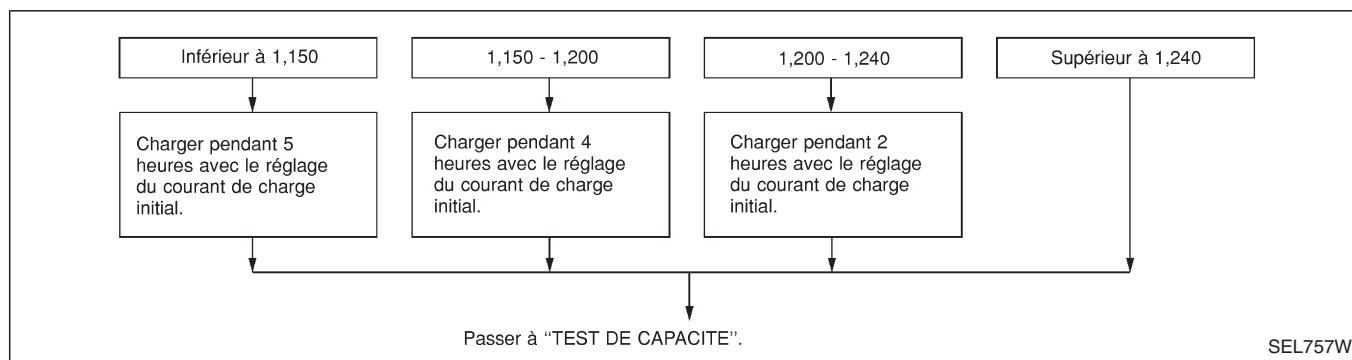 Inférieur à 1,150
1,150 - 1,200
1,200 - 1,240
Supérieur à 1,240
Charger pendant 5
heures avec le réglage
du courant de charge
initial.
Charger pendant 4
heures avec le réglage
du courant de charge
initial.
Charger pendant 2
heures avec le réglage
du courant de charge
initial.
Passer à “TEST DE CAPACITE”.
SEL757W